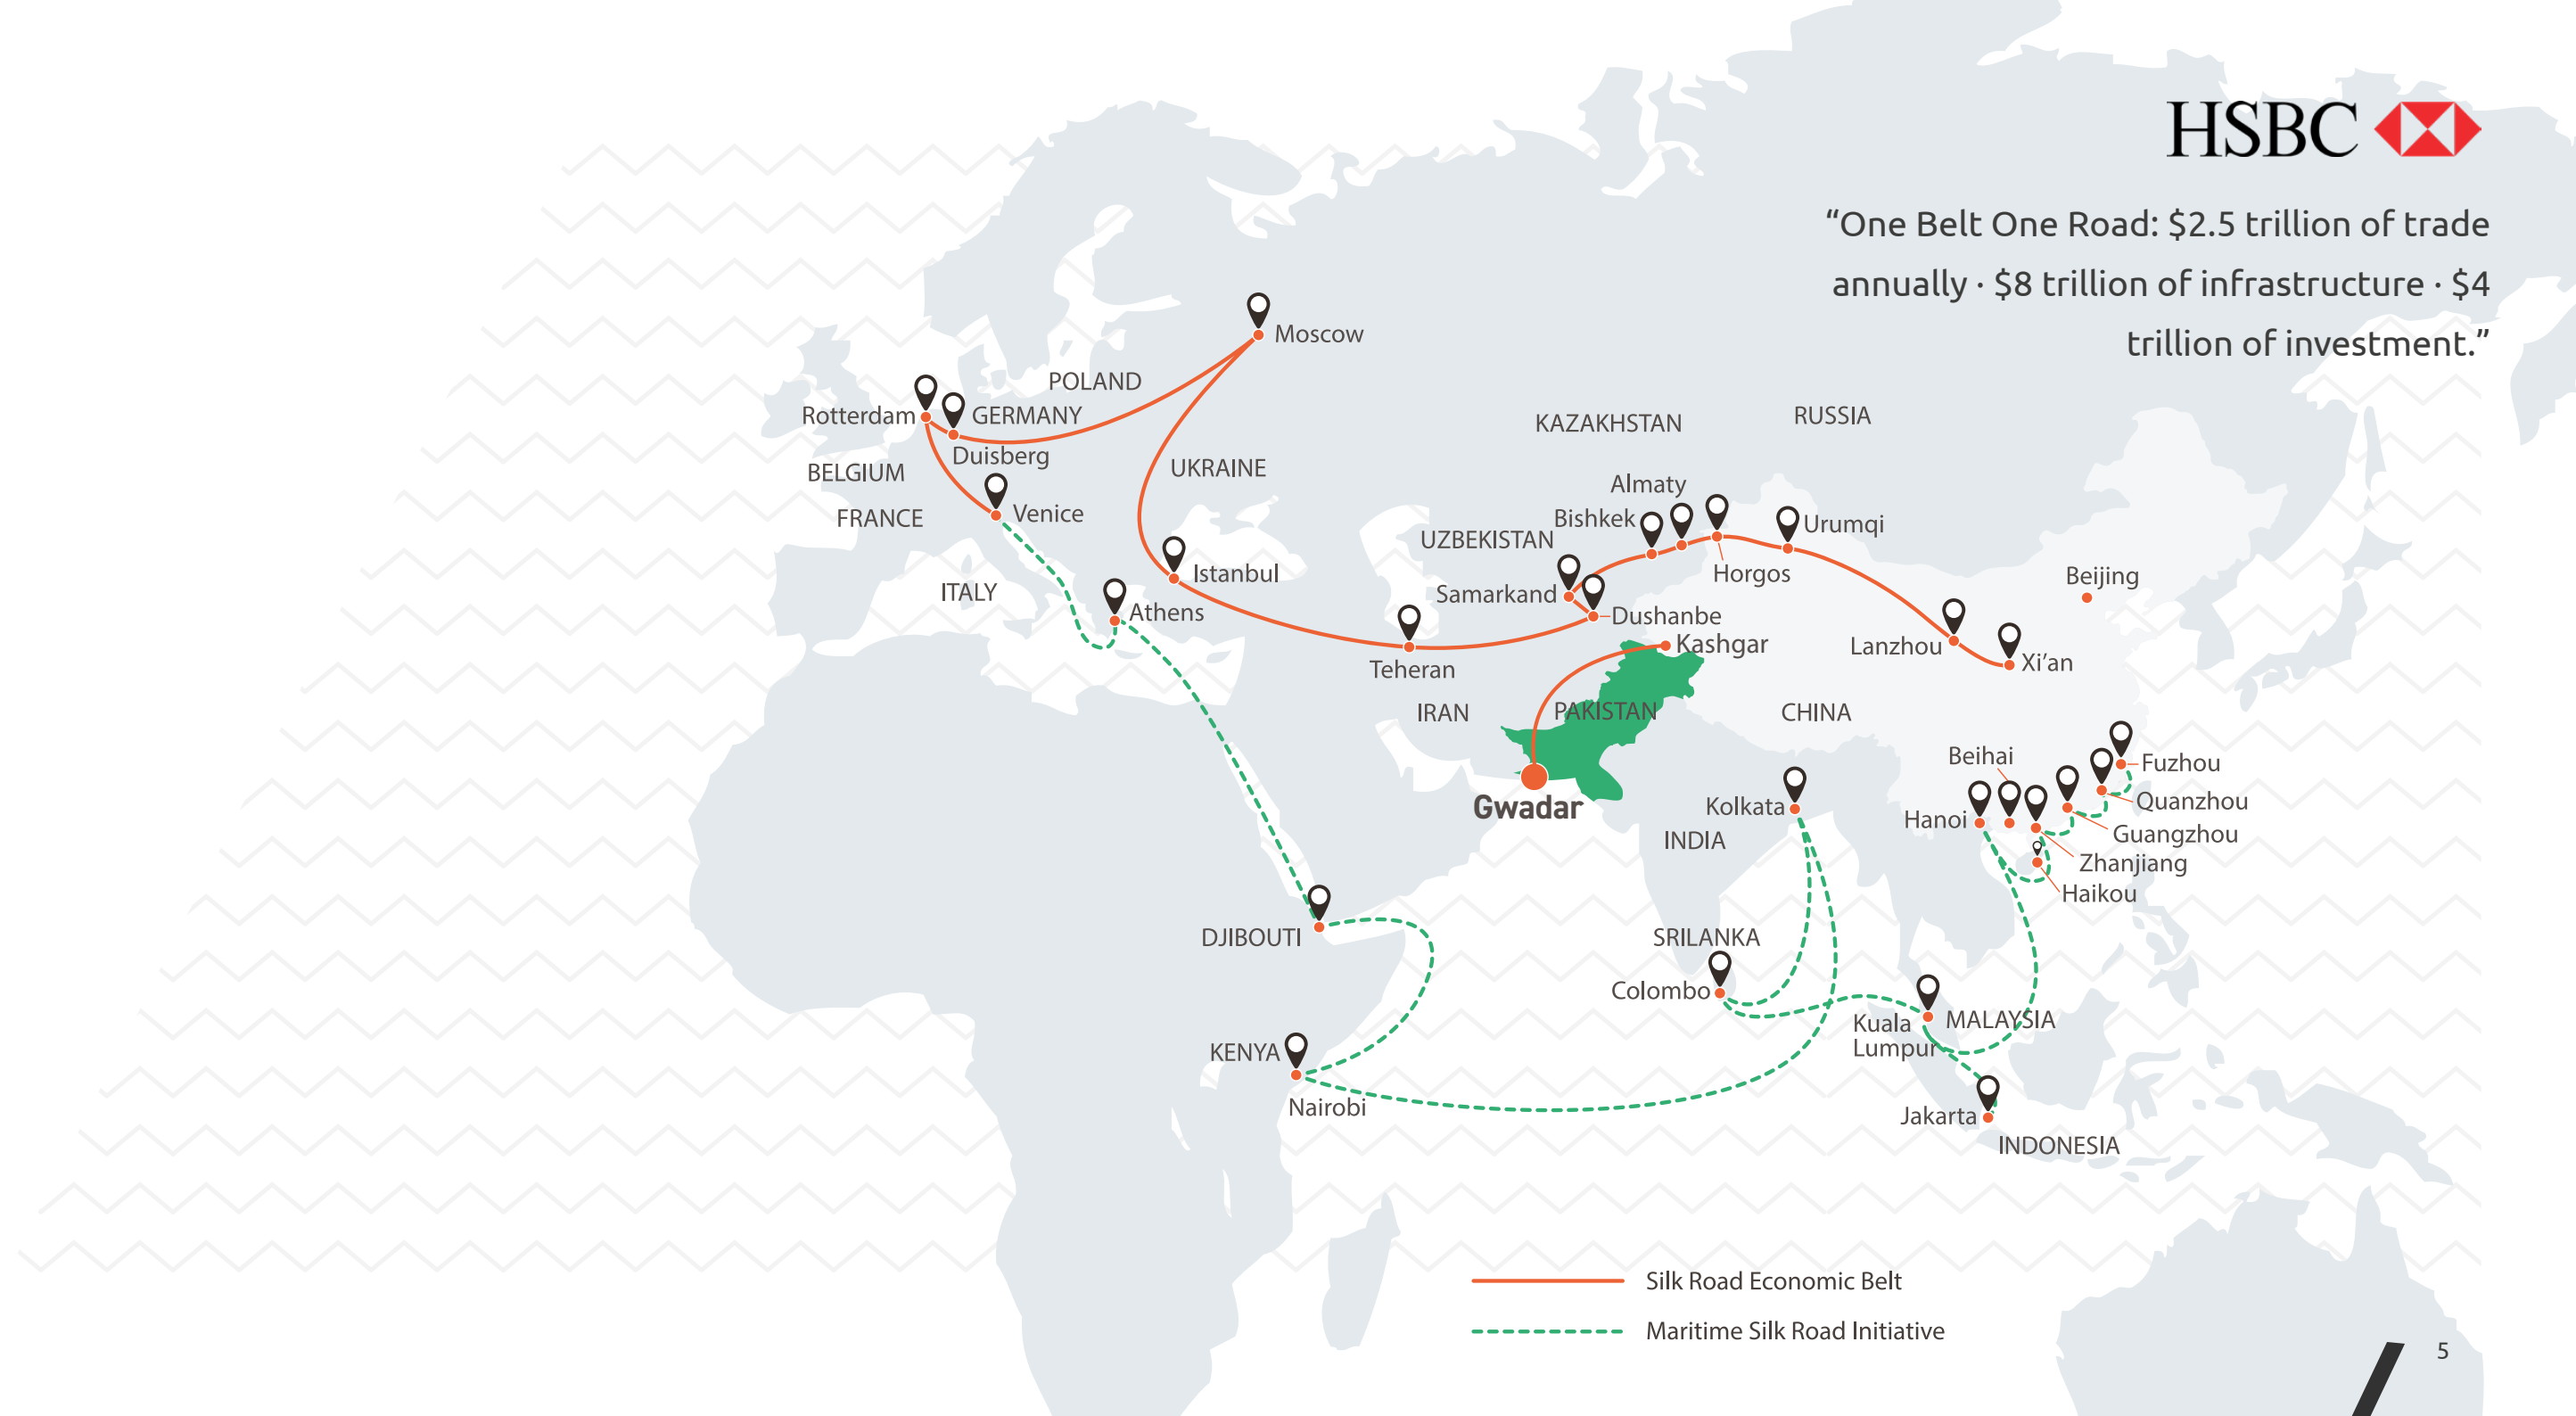 HSBC
“One Belt One Road: $2.5 trillion of trade
annually · $8 trillion of infrastructure · $4
trillion of investment.”
Moscow
POLAND
Rotterdam
GERMANY
KAZAKHSTAN
RUSSIA
Duisberg
BELGIUM
UKRAINE
Almaty
Venice
FRANCE
Bishkek
Urumqi
UZBEKISTAN
Istanbul
Horgos
Beijing
ITALY
Samarkand
Athens
Dushanbe
Kashgar
Lanzhou
Xi’an
Teheran
IRAN
PAKISTAN
CHINA
Beihai
Fuzhou
Gwadar
Kolkata
Quanzhou
Hanoi
Guangzhou
INDIA
Zhanjiang
Haikou
DJIBOUTI
SRILANKA
Colombo
Kuala
Lumpur
MALAYSIA
KENYA
Nairobi
Jakarta
INDONESIA
Silk Road Economic Belt
Maritime Silk Road Initiative
5